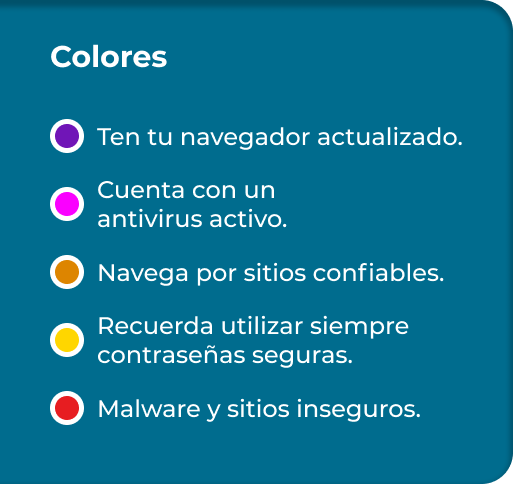 Colores
Ten tu navegador actualizado.
Cuenta con un
antivirus activo.
Navega por sitios confiables.
Recuerda utilizar siempre
contraseñas seguras.
Malware y sitios inseguros.